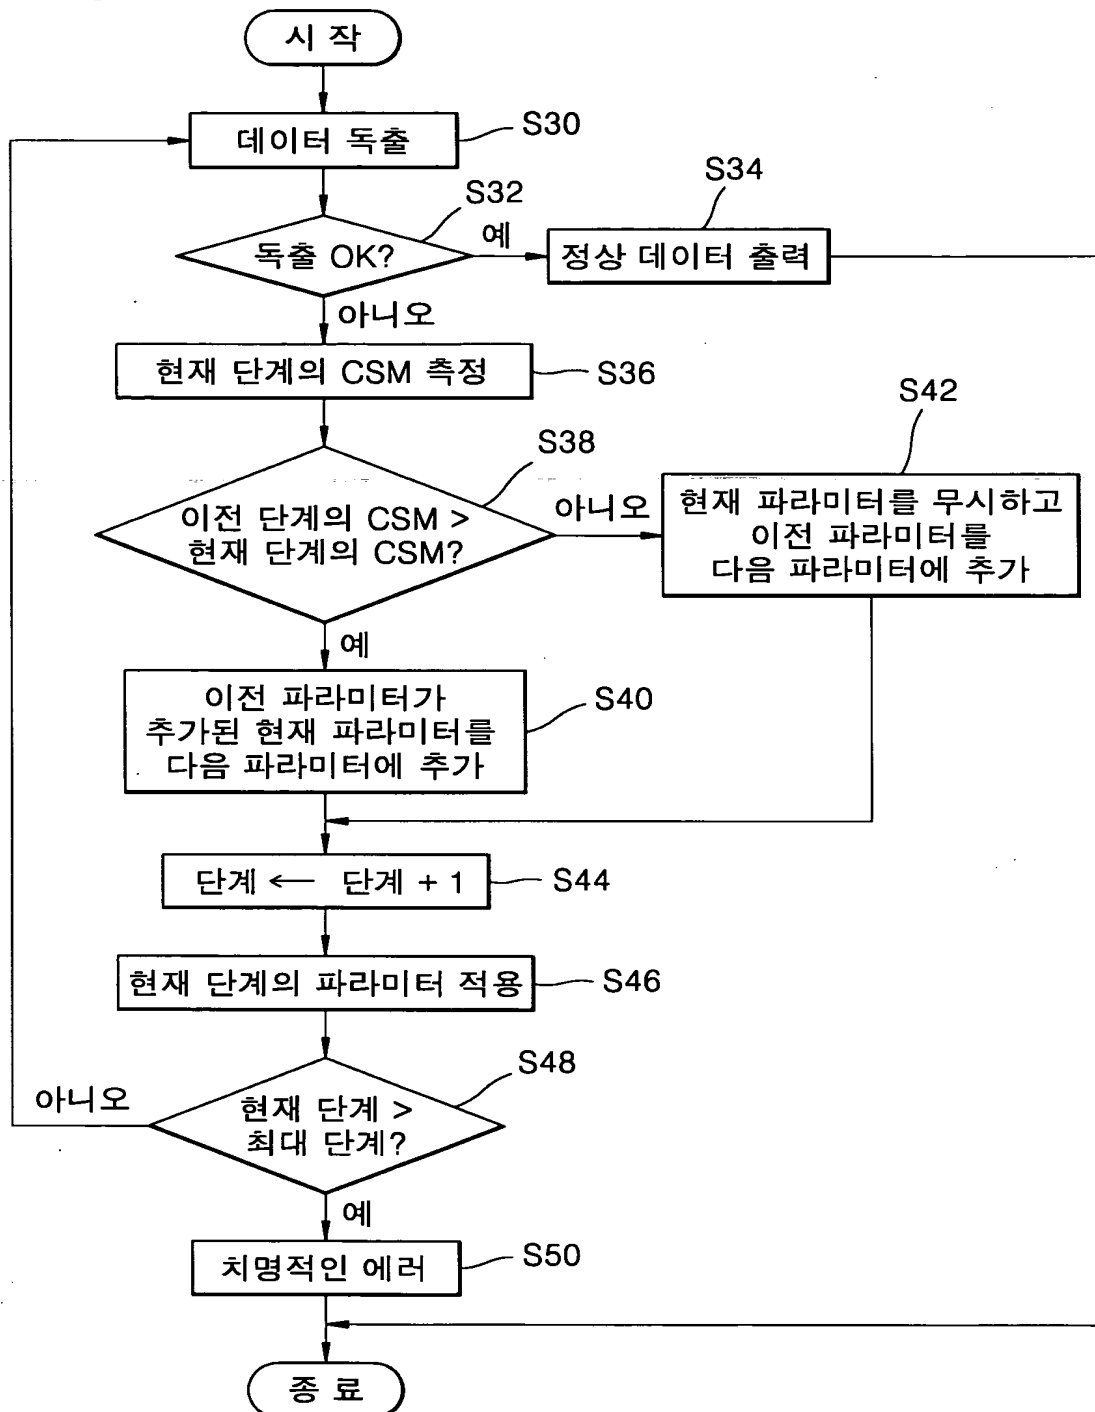 시 작
데이터 독출
S30
S32
독출 OK?
예
S34
정상 데이터 출력
아니오
현재 단계의 CSM 측정
S36
S38
이전 단계의 CSM >
현재 단계의 CSM?
아니오
S42
현재 파라미터를 무시하고
이전 파라미터를
다음 파라미터에 추가
예
이전 파라미터가
추가된 현재 파라미터를
다음 파라미터에 추가
S40
단계 ← 단계 + 1
S44
현재 단계의 파라미터 적용
S46
S48
현재 단계 >
최대 단계?
아니오
예
치명적인 에러
S50
종 료